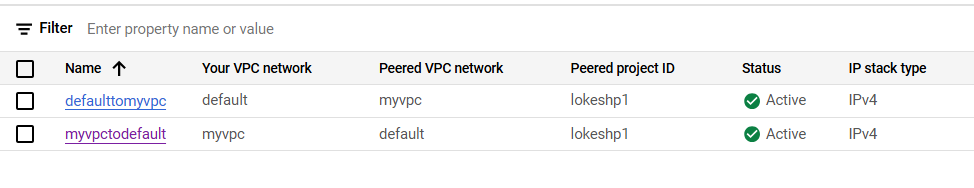 Filter Enter property name or value
Name Your VPC network Peered VPC network Peered project ID Status IP stack type
defaulttomyvpc default myvpc lokeshp1 Active IPv4
myvpctodefault myvpc default lokeshp1 Active IPv4